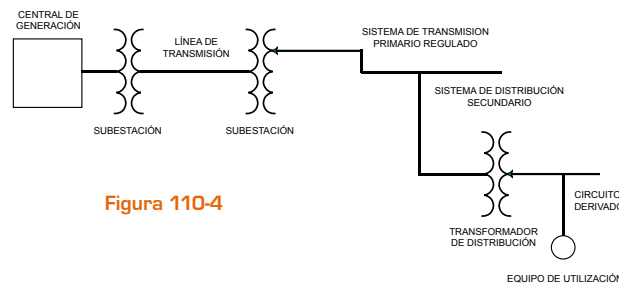 CENTRAL DE
GENERACIÓN
LÍNEA DE
TRANSMISIÓN
SISTEMA DE TRANSMISION
PRIMARIO REGULADO
SISTEMA DE DISTRIBUCIÓN
SECUNDARIO
SUBESTACIÓN
SUBESTACIÓN
Figura 110-4
CIRCUITO
DERIVADO
TRANSFORMADOR
DE DISTRIBUCIÓN
EQUIPO DE UTILIZACIÓN